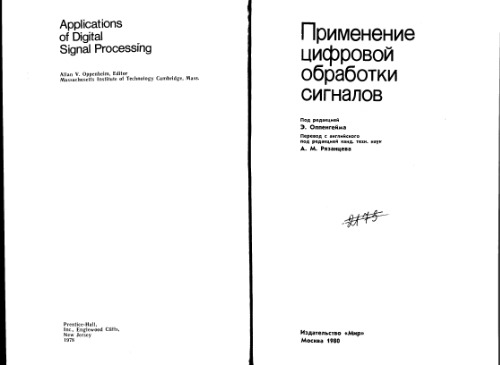 Applications
of Digital
Signal Processing
Allan V. Oppenheim, Editor
Massachusetts Institute of Technology Cambridge, Mass.
Prentice-Hall,
Inc., Englewood Cliffs,
New Jersey
1978
Применение
цифровой
обработки
сигналов
Под редакцией
Э. Оппенгейма
Перевод с английского
под редакцией канд. техн. наук
А. М. Рязанцева
Издательство «Мир»
Москва 1980